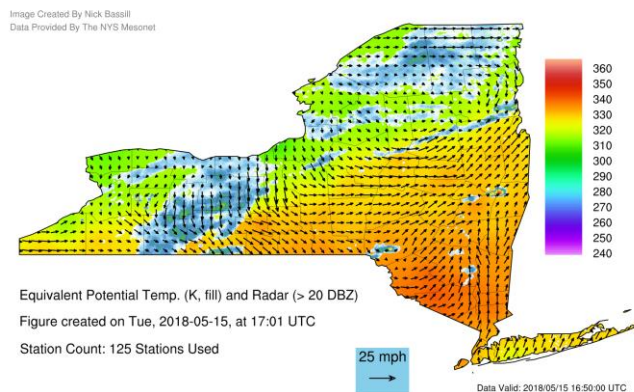 Image Created By Nick Bassill
Data Provided By The NYS Mesonet
360
350
340
330
320
310
300
290
280
270
260
250
240
Equivalent Potential Temp. (K, fill) and Radar (> 20 DBZ)
Figure created on Tue, 2018-05-15, at 17:01 UTC
Station Count: 125 Stations Used
25 mph
Data Valid: 2018/05/15 16:50:00 UTC